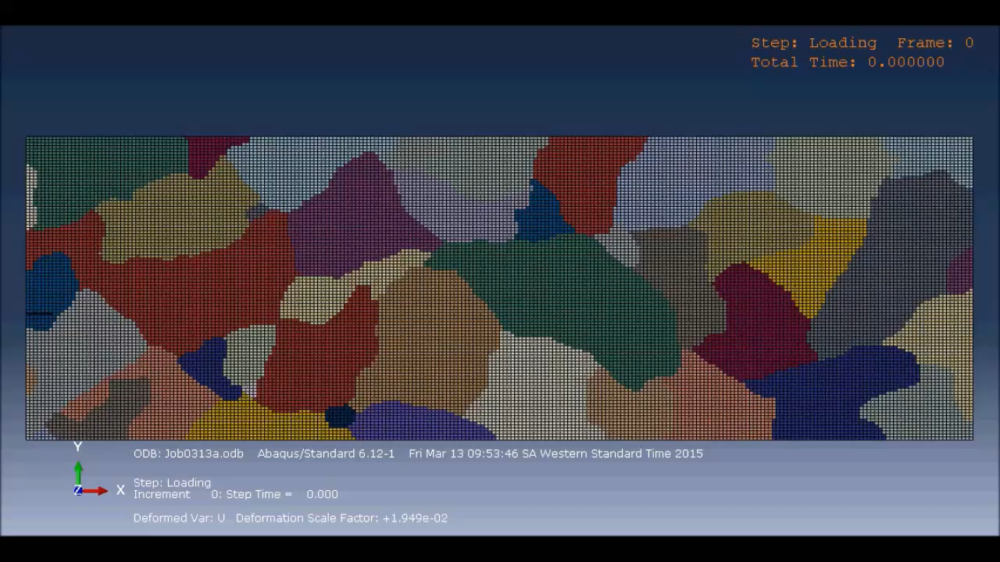 Step: Loading  Frame: 0
Total Time: 0.000000
Y
ODB: Job0313a.odb   Abaqus/Standard 6.12-1   Fri Mar 13 09:53:46 SA Western Standard Time 2015
Z X
Step: Loading
Increment     0: Step Time =    0.000
Deformed Var: U   Deformation Scale Factor: +1.949e-02